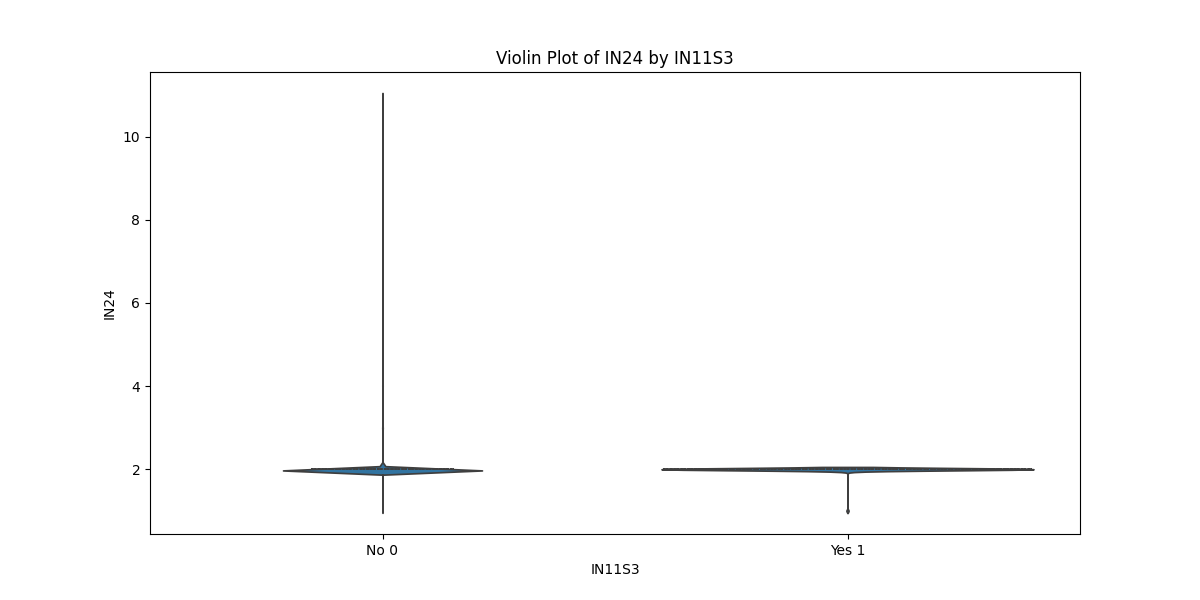 Violin Plot of IN24 by IN11S3
10
8
6
4
2
IN24
No 0
Yes 1
IN11S3